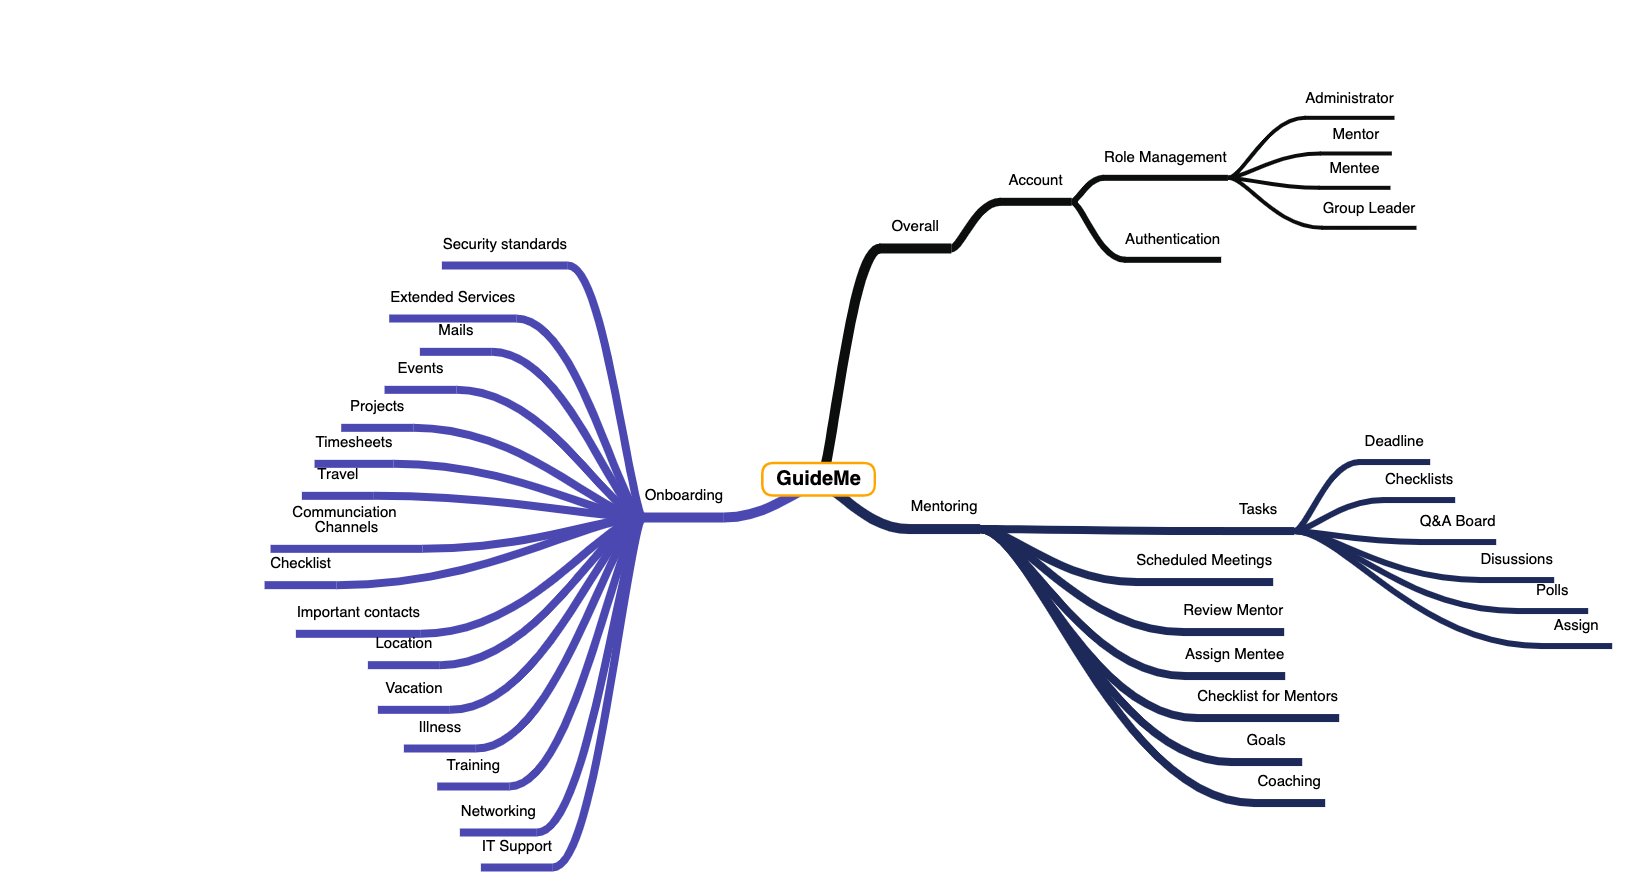 GuideMe
Overall
Account
Role Management
Administrator
Mentor
Mentee
Group Leader
Authentication
Mentoring
Tasks
Deadline
Checklists
Q&A Board
Disussions
Polls
Assign
Scheduled Meetings
Review Mentor
Assign Mentee
Checklist for Mentors
Goals
Coaching
Onboarding
Security standards
Extended Services
Mails
Events
Projects
Timesheets
Travel
Communciation
Channels
Checklist
Important contacts
Location
Vacation
Illness
Training
Networking
IT Support